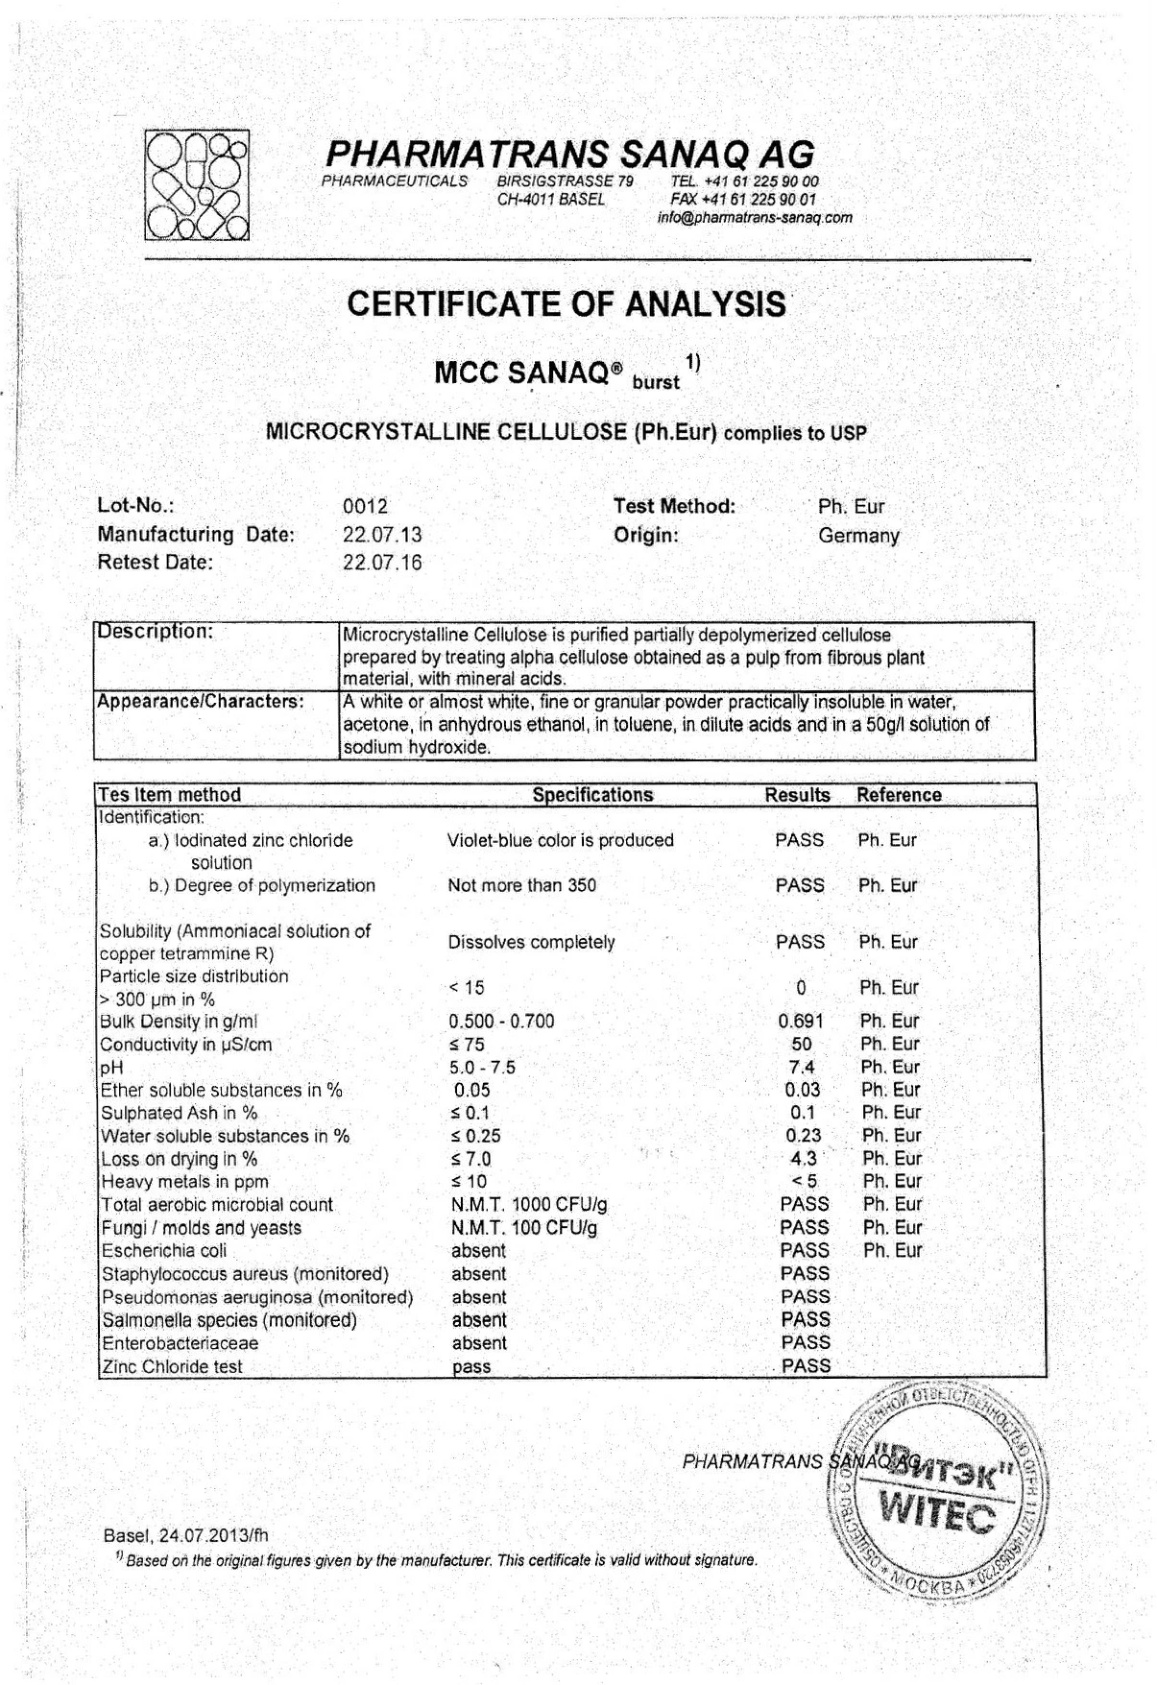 PHARMATRANS SANAQ AG
PHARMACEUTICALS BIRSIGSTRASSE 79 TEL. +41 61 225 90 00
CH-4011 BASEL FAX +41 61 225 90 01
info@pharmatrans-sanaq.com
CERTIFICATE OF ANALYSIS
MCC SANAQ® burst 1)
MICROCRYSTALLINE CELLULOSE (Ph.Eur) complies to USP
Lot-No.: 0012 Test Method: Ph. Eur
Manufacturing Date: 22.07.13 Origin: Germany
Retest Date: 22.07.16
Description: Microcrystalline Cellulose is purified partially depolymerized cellulose
prepared by treating alpha cellulose obtained as a pulp from fibrous plant
material, with mineral acids.
Appearance/Characters: A white or almost white, fine or granular powder practically insoluble in water,
acetone, in anhydrous ethanol, in toluene, in dilute acids and in a 50g/l solution of
sodium hydroxide.
Tes Item method Specifications Results Reference
Identification:
a.) Iodinated zinc chloride Violet-blue color is produced PASS Ph. Eur
solution
b.) Degree of polymerization Not more than 350 PASS Ph. Eur
Solubility (Ammoniacal solution of
copper tetrammine R) Dissolves completely PASS Ph. Eur
Particle size distribution
> 300 µm in % < 15 0 Ph. Eur
Bulk Density in g/ml 0.500 - 0.700 0.691 Ph. Eur
Conductivity in µS/cm ≤ 75 50 Ph. Eur
pH 5.0 - 7.5 7.4 Ph. Eur
Ether soluble substances in % 0.05 0.03 Ph. Eur
Sulphated Ash in % ≤ 0.1 0.1 Ph. Eur
Water soluble substances in % ≤ 0.25 0.23 Ph. Eur
Loss on drying in % ≤ 7.0 4.3 Ph. Eur
Heavy metals in ppm ≤ 10 < 5 Ph. Eur
Total aerobic microbial count N.M.T. 1000 CFU/g PASS Ph. Eur
Fungi / molds and yeasts N.M.T. 100 CFU/g PASS Ph. Eur
Escherichia coli absent PASS Ph. Eur
Staphylococcus aureus (monitored) absent PASS
Pseudomonas aeruginosa (monitored) absent PASS
Salmonella species (monitored) absent PASS
Enterobacteriaceae absent PASS
Zinc Chloride test pass PASS
PHARMATRANS SANAQ AG
ОБЩЕСТВО С ОГРАНИЧЕННОЙ ОТВЕТСТВЕННОСТЬЮ ОГРН
"Витэк"
WITEC
* МОСКВА *
Basel, 24.07.2013/fh
1) Based on the original figures given by the manufacturer. This certificate is valid without signature.